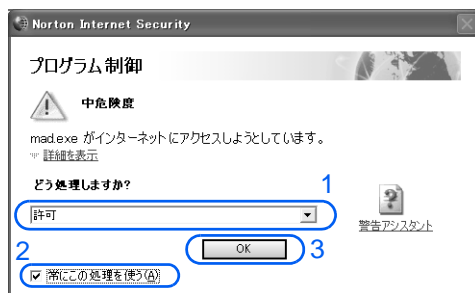 Norton Internet Security
プログラム制御
中危険度
mad.exe がインターネットにアクセスしようとしています。
詳細を表示
どう処理しますか?
1
許可
警告アシスタント
OK
3
2
常にこの処理を使う(A)